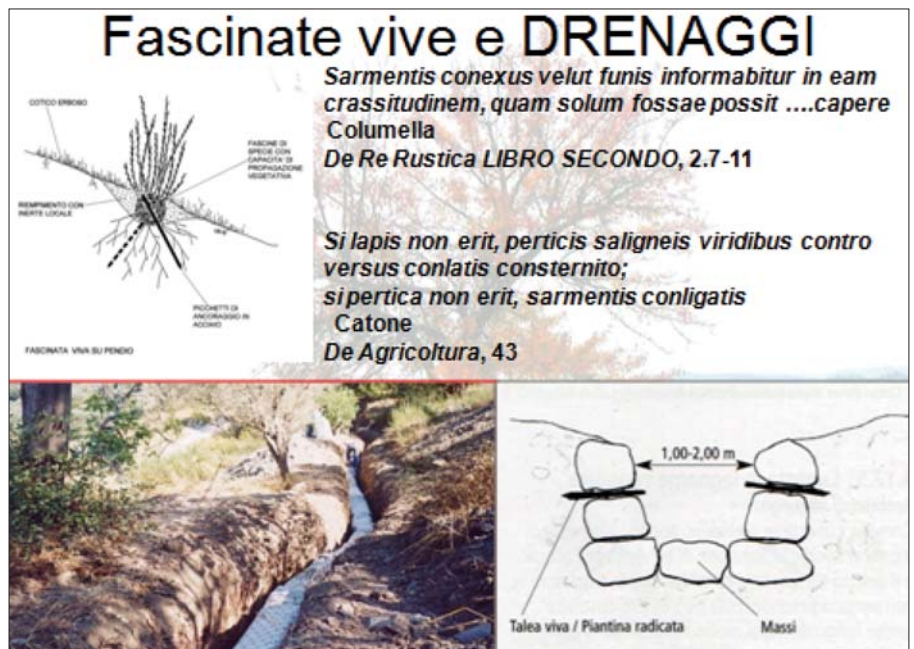 Fascinate vive e DRENAGGI
Sarmentis conexus velut funis informabitur in eam
crassitudinem, quam solum fossae possit ....capere
Columella
De Re Rustica LIBRO SECONDO, 2.7-11
Si lapis non erit, perticis saligneis viridibus contro
versus conlatis consternito;
si pertica non erit, sarmentis conligatis
Catone
De Agricoltura, 43
COTICO ERBOSO
FASCINE DI
SPECIE CON
CAPACITA' DI
PROPAGAZIONE
VEGETATIVA
RIEMPIMENTO CON
INERTE LOCALE
PICCHETTI DI
ANCORAGGIO IN
ACCIAIO
FASCINATA VIVA SU PENDIO
1,00-2,00 m
Talea viva / Piantina radicata
Massi